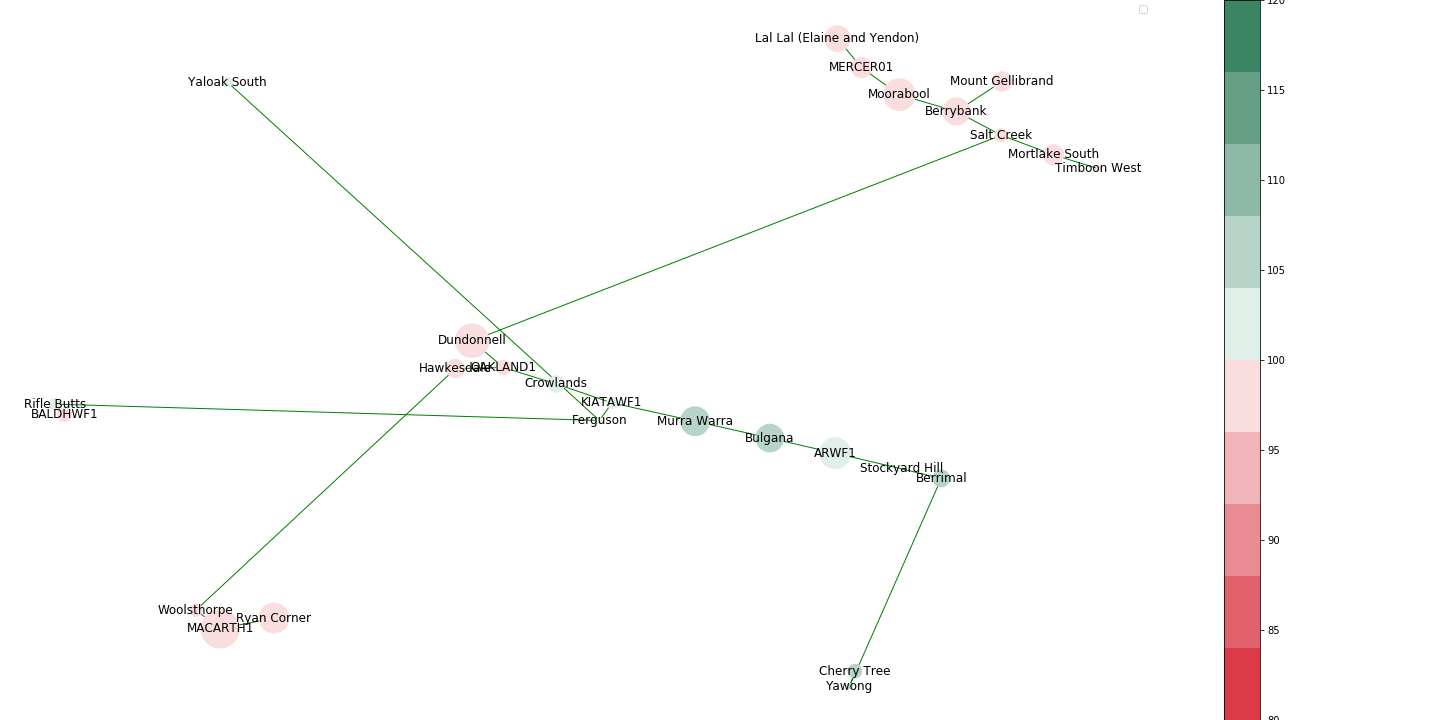 120
Lal Lal (Elaine and Yendon)
MERCER01
Yaloak South
Mount Gellibrand
Moorabool
115
Berrybank
Salt Creek
Mortlake South
Timboon West
110
105
Dundonnell
100
Hawkesdale
OAKLAND1
Crowlands
KIATAWF1
Rifle Butts
BALDHWF1
Ferguson
Murra Warra
Bulgana
95
ARWF1
Stockyard Hill
Berrimal
90
Woolsthorpe
Ryan Corner
MACARTH1
85
Cherry Tree
Yawong
80